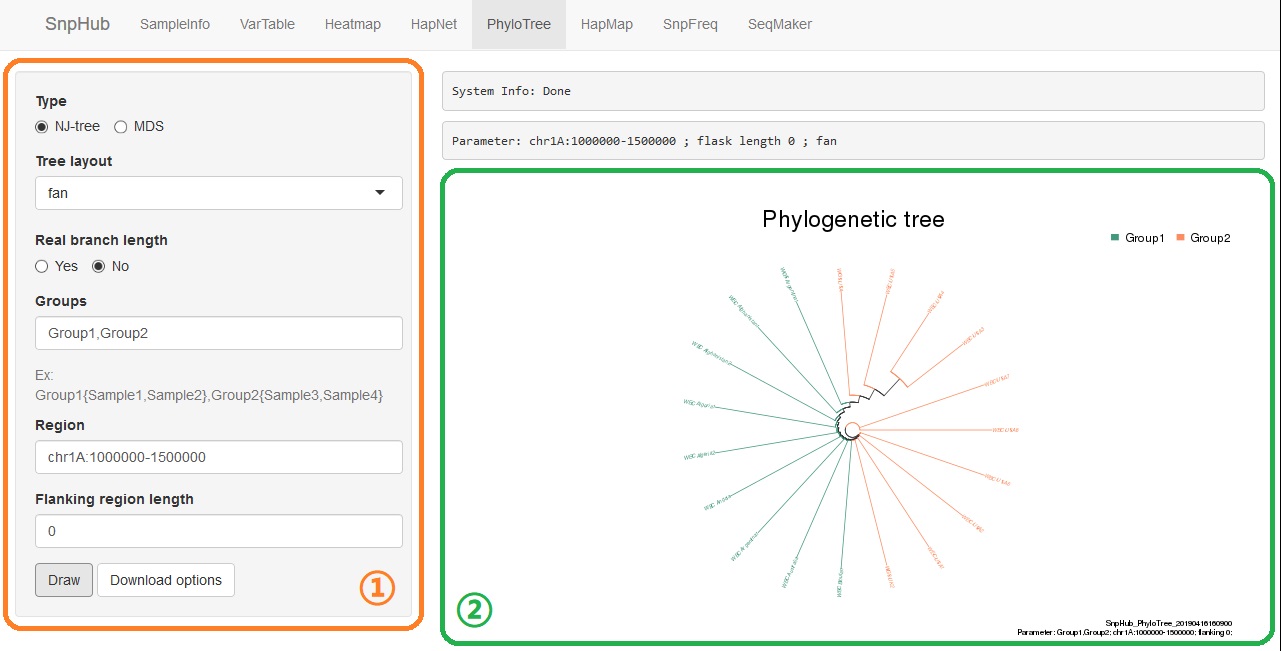 SnpHub SampleInfo VarTable Heatmap HapNet PhyloTree HapMap SnpFreq SeqMaker
Type
NJ-tree MDS
Tree layout
fan
Real branch length
Yes No
Groups
Group1,Group2
Ex:
Group1{Sample1,Sample2},Group2{Sample3,Sample4}
Region
chr1A:1000000-1500000
Flanking region length
0
Draw Download options
①
System Info: Done
Parameter: chr1A:1000000-1500000 ; flask length 0 ; fan
Phylogenetic tree
Group1 Group2
②
SnpHub_PhyloTree_20190416160900
Parameter: Group1,Group2; chr1A:1000000-1500000; flanking 0;